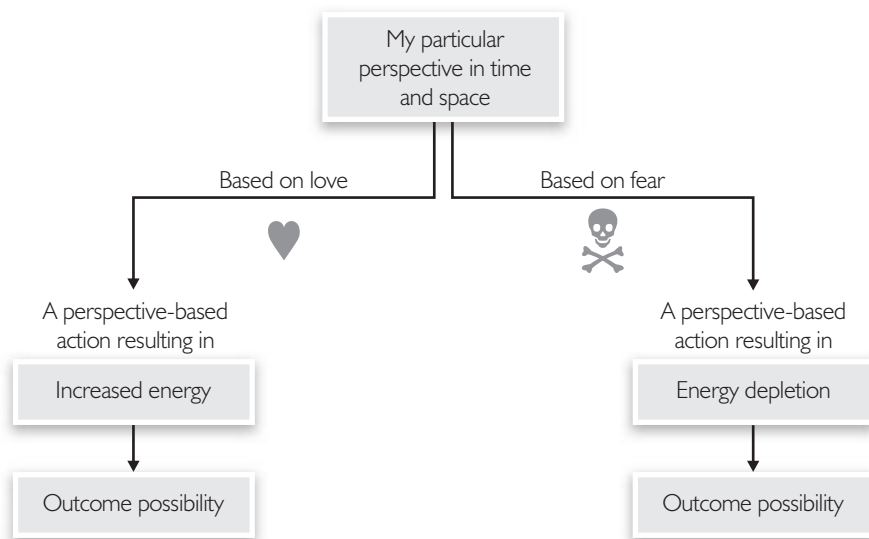 My particular
perspective in time
and space
Based on love
Based on fear
A perspective-based
action resulting in
Increased energy
Outcome possibility
A perspective-based
action resulting in
Energy depletion
Outcome possibility